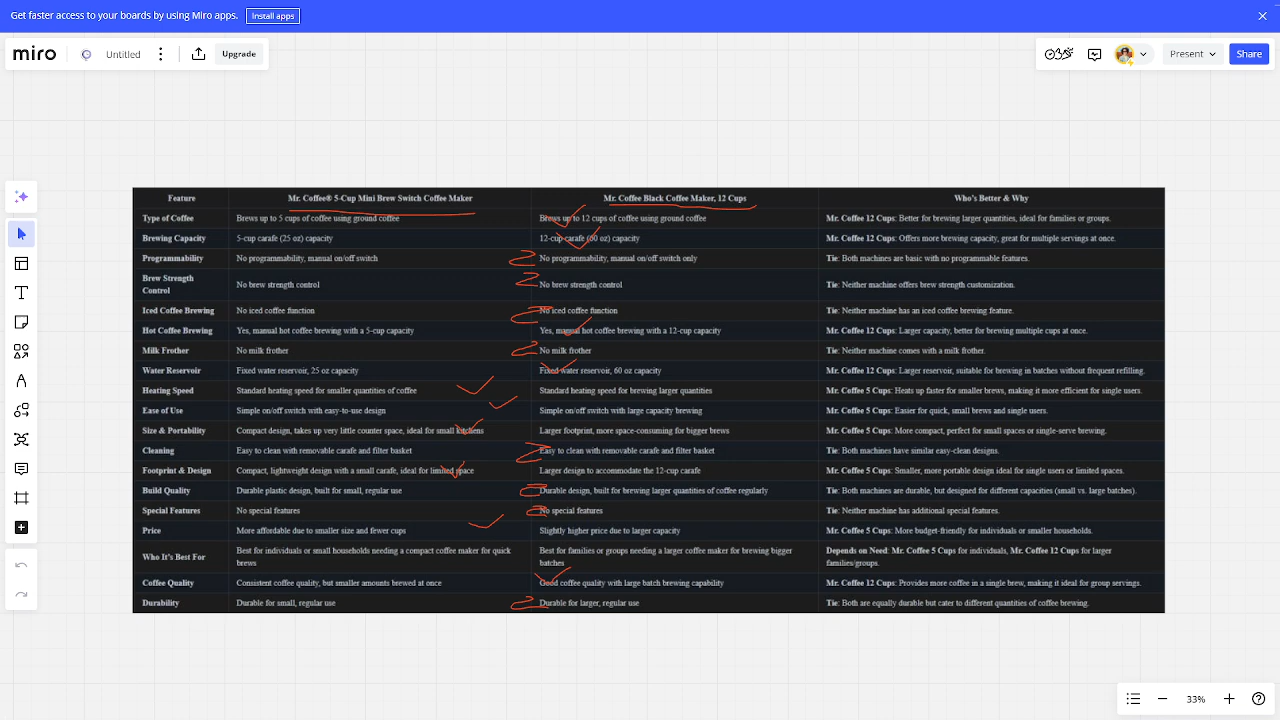 Get faster access to your boards by installing the app. Install apps
miro Untitled Upgrade Present Share
Feature Mr. Coffee® 5-Cup Mini Brew Switch Coffee Maker Mr. Coffee Black Coffee Maker, 12 Cups Who's Better & Why
Type of Coffee Brews up to 5 cups of coffee using ground coffee Brews up to 12 cups of coffee using ground coffee Mr. Coffee 12 Cups: Better for brewing larger quantities, ideal for families or groups.
Brewing Capacity 5-cup carafe (25 oz) capacity 12-cup carafe (60 oz) capacity Mr. Coffee 12 Cups: Offers more brewing capacity, great for multiple servings at once.
Programmability No programmability, manual on/off switch No programmability, manual on/off switch only Tie: Both machines are basic with no programmable features.
Brew Strength
Control No brew strength control No brew strength control Tie: Neither machine offers brew strength customization.
Iced Coffee Brewing No iced coffee function No iced coffee function Tie: Neither machine has an iced coffee brewing feature.
Hot Coffee Brewing Yes, manual hot coffee brewing with a 5-cup capacity Yes, manual hot coffee brewing with a 12-cup capacity Mr. Coffee 12 Cups: Larger capacity, better for brewing multiple cups at once.
Milk Frother No milk frother No milk frother Tie: Neither machine comes with a milk frother.
Water Reservoir Fixed water reservoir, 25 oz capacity Fixed water reservoir, 60 oz capacity Mr. Coffee 12 Cups: Larger reservoir, suitable for brewing in batches without frequent refilling.
Heating Speed Standard heating speed for smaller quantities of coffee Standard heating speed for brewing larger quantities Mr. Coffee 5 Cups: Heats up faster for smaller brews, making it more efficient for single users.
Ease of Use Simple on/off switch with easy-to-use design Simple on/off switch with large capacity brewing Mr. Coffee 5 Cups: Easier for quick, small brews and single users.
Size & Portability Compact design, takes up very little counter space, ideal for small kitchens Larger footprint, more space-consuming for bigger brews Mr. Coffee 5 Cups: More compact, perfect for small spaces or single-serve brewing.
Cleaning Easy to clean with removable carafe and filter basket Easy to clean with removable carafe and filter basket Tie: Both machines have similar easy-clean designs.
Footprint & Design Compact, lightweight design with a small carafe, ideal for limited space Larger design to accommodate the 12-cup carafe Mr. Coffee 5 Cups: Smaller, more portable design ideal for single users or limited spaces.
Build Quality Durable plastic design, built for small, regular use Durable design, built for brewing larger quantities of coffee regularly Tie: Both machines are durable, but designed for different capacities (small vs. large batches).
Special Features No special features No special features Tie: Neither machine has additional special features.
Price More affordable due to smaller size and fewer cups Slightly higher price due to larger capacity Mr. Coffee 5 Cups: More budget-friendly for individuals or smaller households.
Who It's Best For Best for individuals or small households needing a compact coffee maker for quick brews Best for families or groups needing a larger coffee maker for brewing bigger batches Depends on Need: Mr. Coffee 5 Cups for individuals, Mr. Coffee 12 Cups for larger families/groups.
Coffee Quality Consistent coffee quality, but smaller amounts brewed at once Good coffee quality with large batch brewing capability Mr. Coffee 12 Cups: Provides more coffee in a single brew, making it ideal for group servings.
Durability Durable for small, regular use Durable for larger, regular use Tie: Both are equally durable but cater to different quantities of coffee brewing.
33%